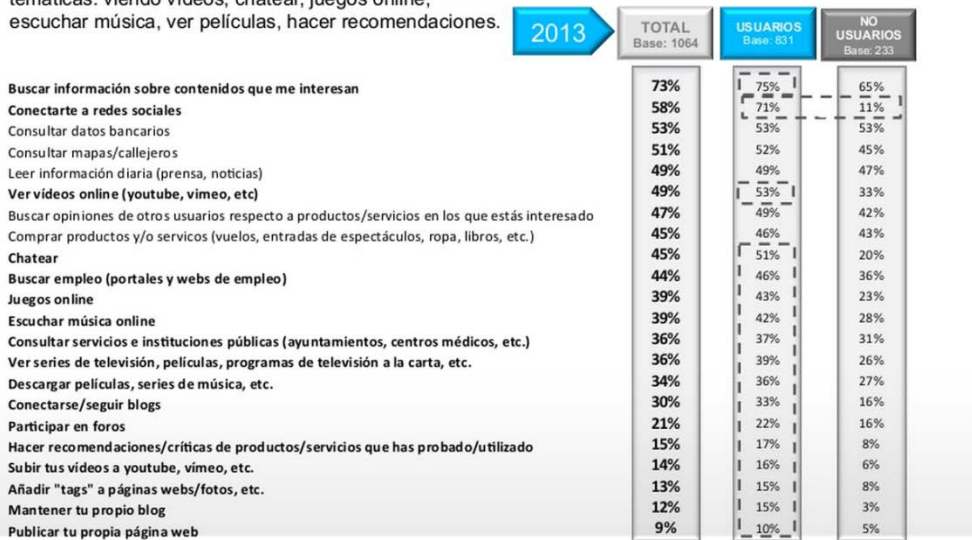 temáticas: viendo vídeos, chatear, juegos online,
escuchar música, ver películas, hacer recomendaciones.
2013
TOTAL
Base: 1064
USUARIOS
Base: 831
NO
USUARIOS
Base: 233
Buscar información sobre contenidos que me interesan 73% 75% 65%
Conectarte a redes sociales 58% 71% 11%
Consultar datos bancarios 53% 53% 53%
Consultar mapas/callejeros 51% 52% 45%
Leer información diaria (prensa, noticias) 49% 49% 47%
Ver vídeos online (youtube, vimeo, etc) 49% 53% 33%
Buscar opiniones de otros usuarios respecto a productos/servicios en los que estás interesado 47% 49% 42%
Comprar productos y/o servicos (vuelos, entradas de espectáculos, ropa, libros, etc.) 45% 46% 43%
Chatear 45% 51% 20%
Buscar empleo (portales y webs de empleo) 44% 46% 36%
Juegos online 39% 43% 23%
Escuchar música online 39% 42% 28%
Consultar servicios e instituciones públicas (ayuntamientos, centros médicos, etc.) 36% 37% 31%
Ver series de televisión, películas, programas de televisión a la carta, etc. 36% 39% 26%
Descargar películas, series de música, etc. 34% 36% 27%
Conectarse/seguir blogs 30% 33% 16%
Participar en foros 21% 22% 16%
Hacer recomendaciones/críticas de productos/servicios que has probado/utilizado 15% 17% 8%
Subir tus vídeos a youtube, vímeo, etc. 14% 16% 6%
Añadir "tags" a páginas webs/fotos, etc. 13% 15% 8%
Mantener tu propio blog 12% 15% 3%
Publicar tu propia página web 9% 10% 5%